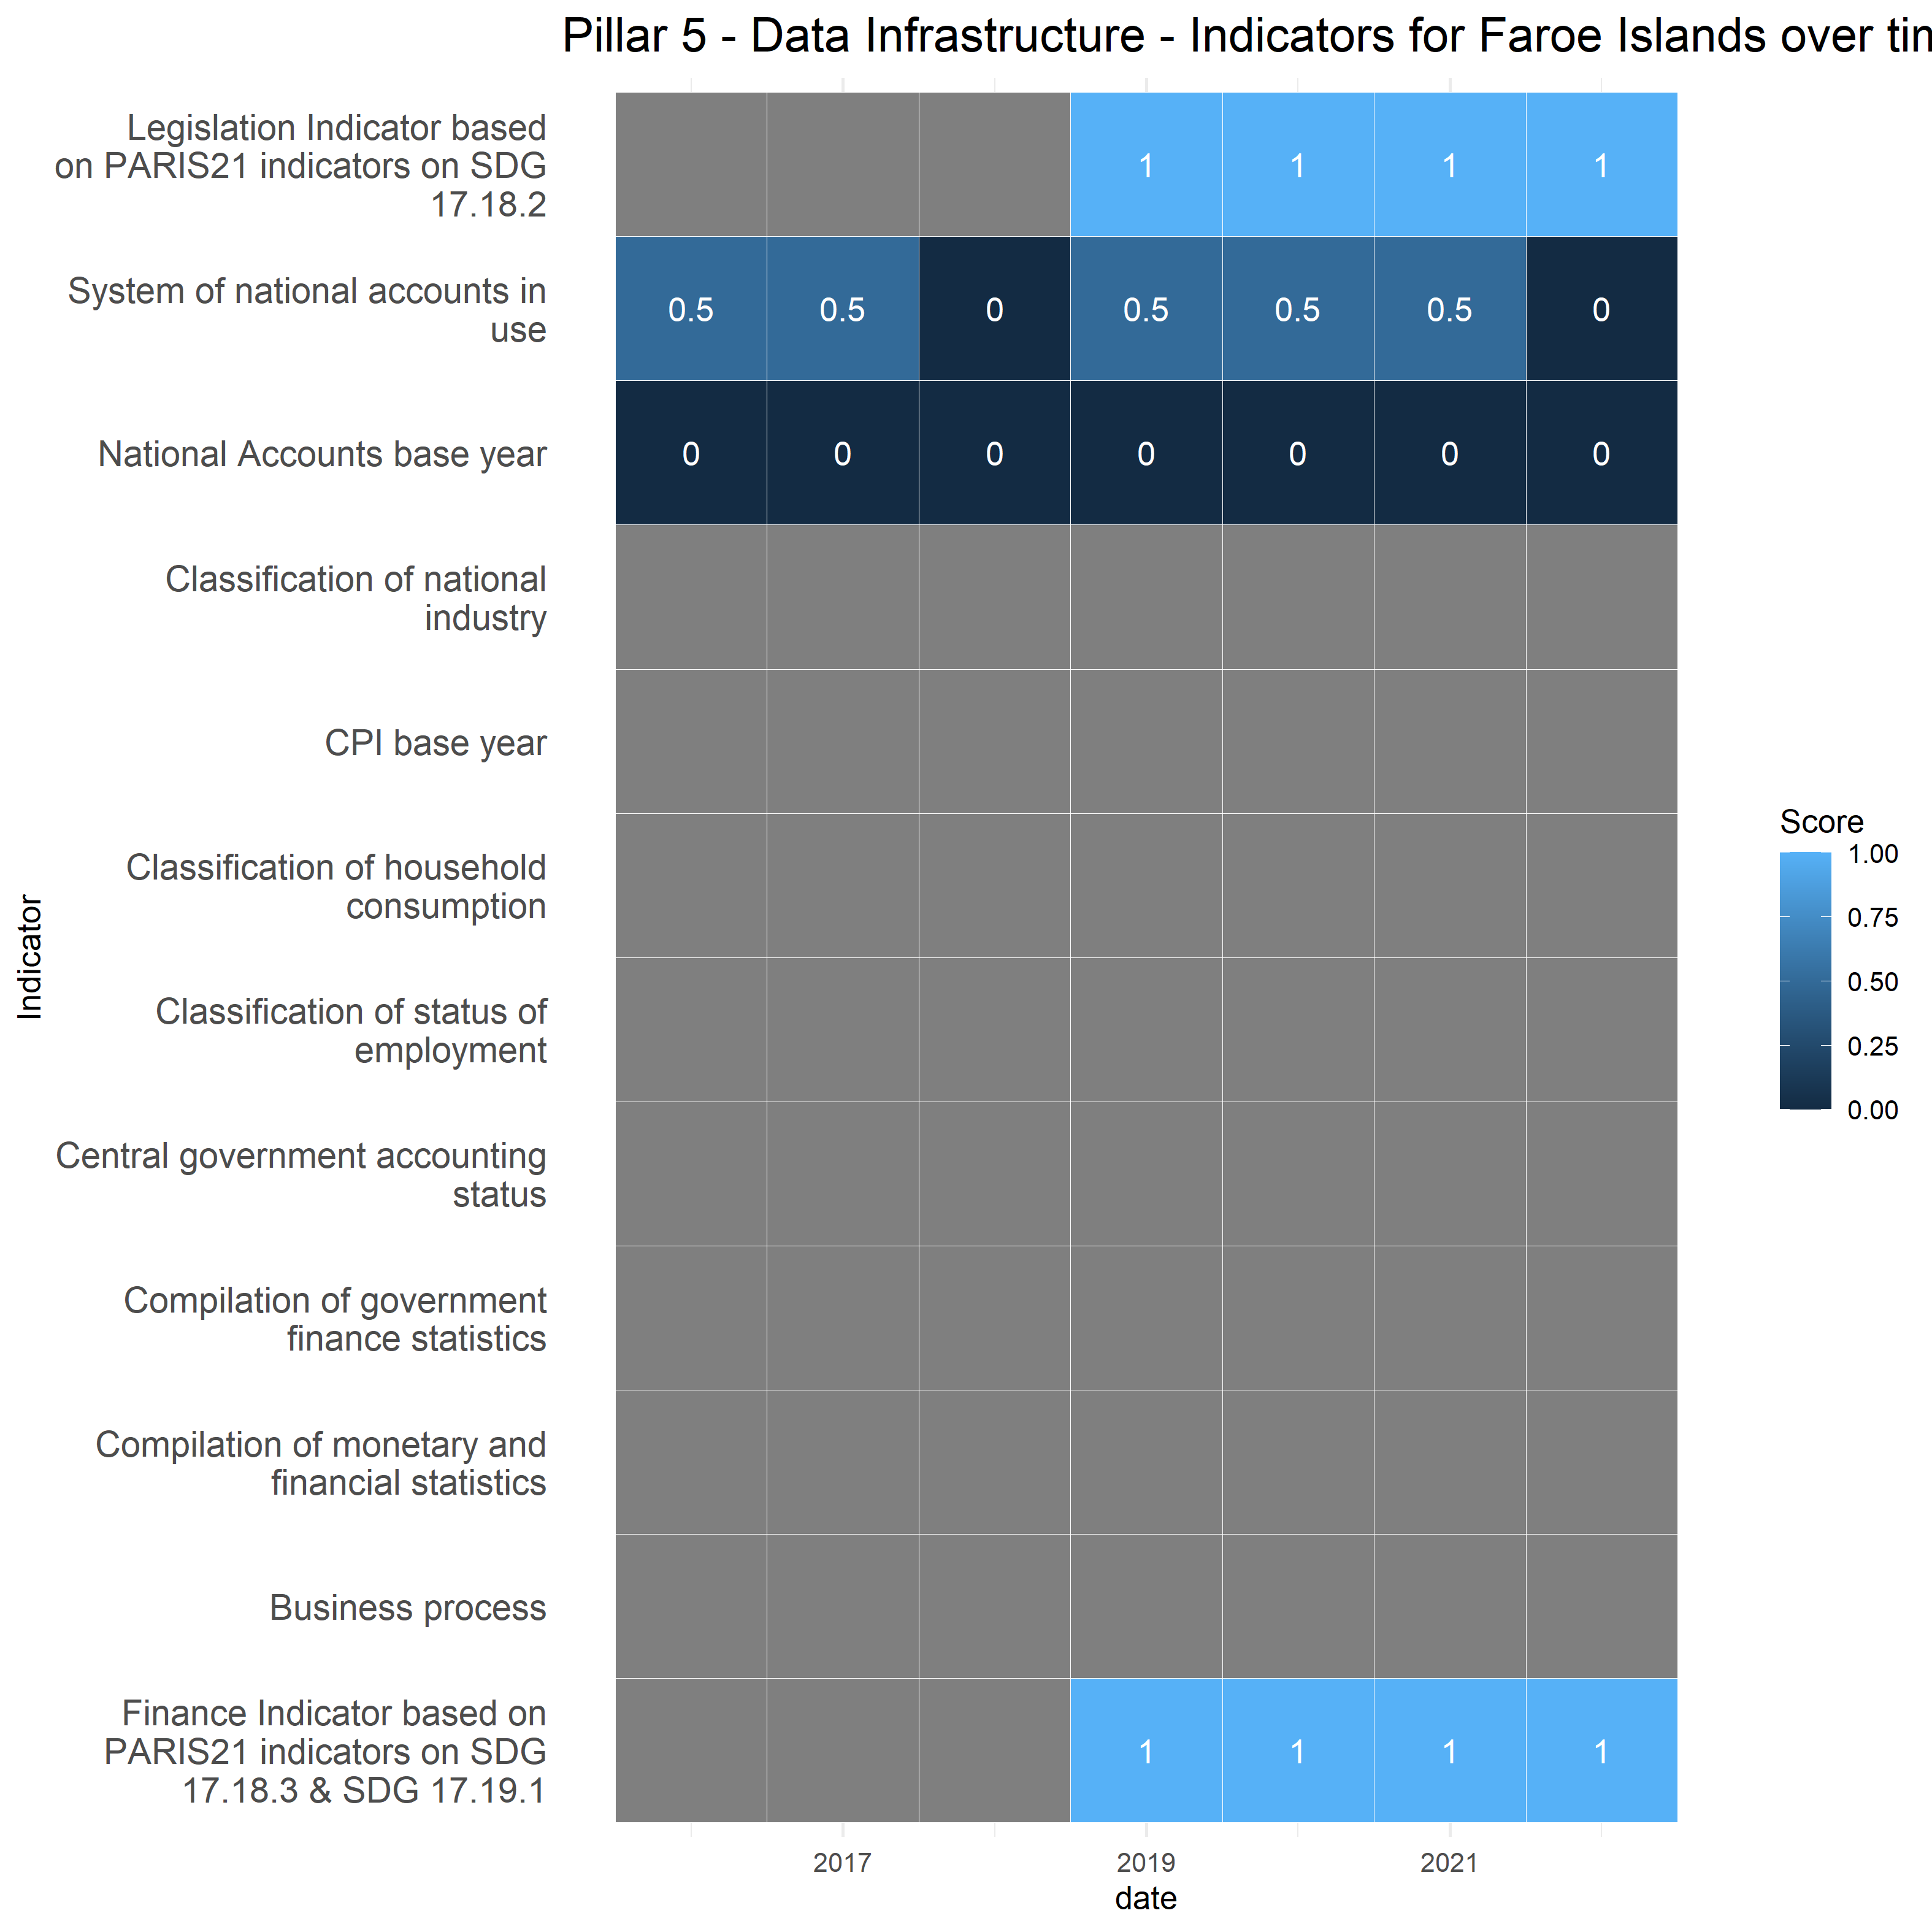 Pillar 5 - Data Infrastructure - Indicators for Faroe Islands over tin
Legislation Indicator based
on PARIS21 indicators on SDG
17.18.2
1 1 1 1
System of national accounts in
use
0.5 0.5 0 0.5 0.5 0.5 0
National Accounts base year
0 0 0 0 0 0 0
Classification of national
industry
CPI base year
Classification of household
consumption
Classification of status of
employment
Central government accounting
status
Compilation of government
finance statistics
Compilation of monetary and
financial statistics
Business process
Finance Indicator based on
PARIS21 indicators on SDG
17.18.3 & SDG 17.19.1
1 1 1 1
Indicator
2017 2019 2021
date
Score
1.00
0.75
0.50
0.25
0.00